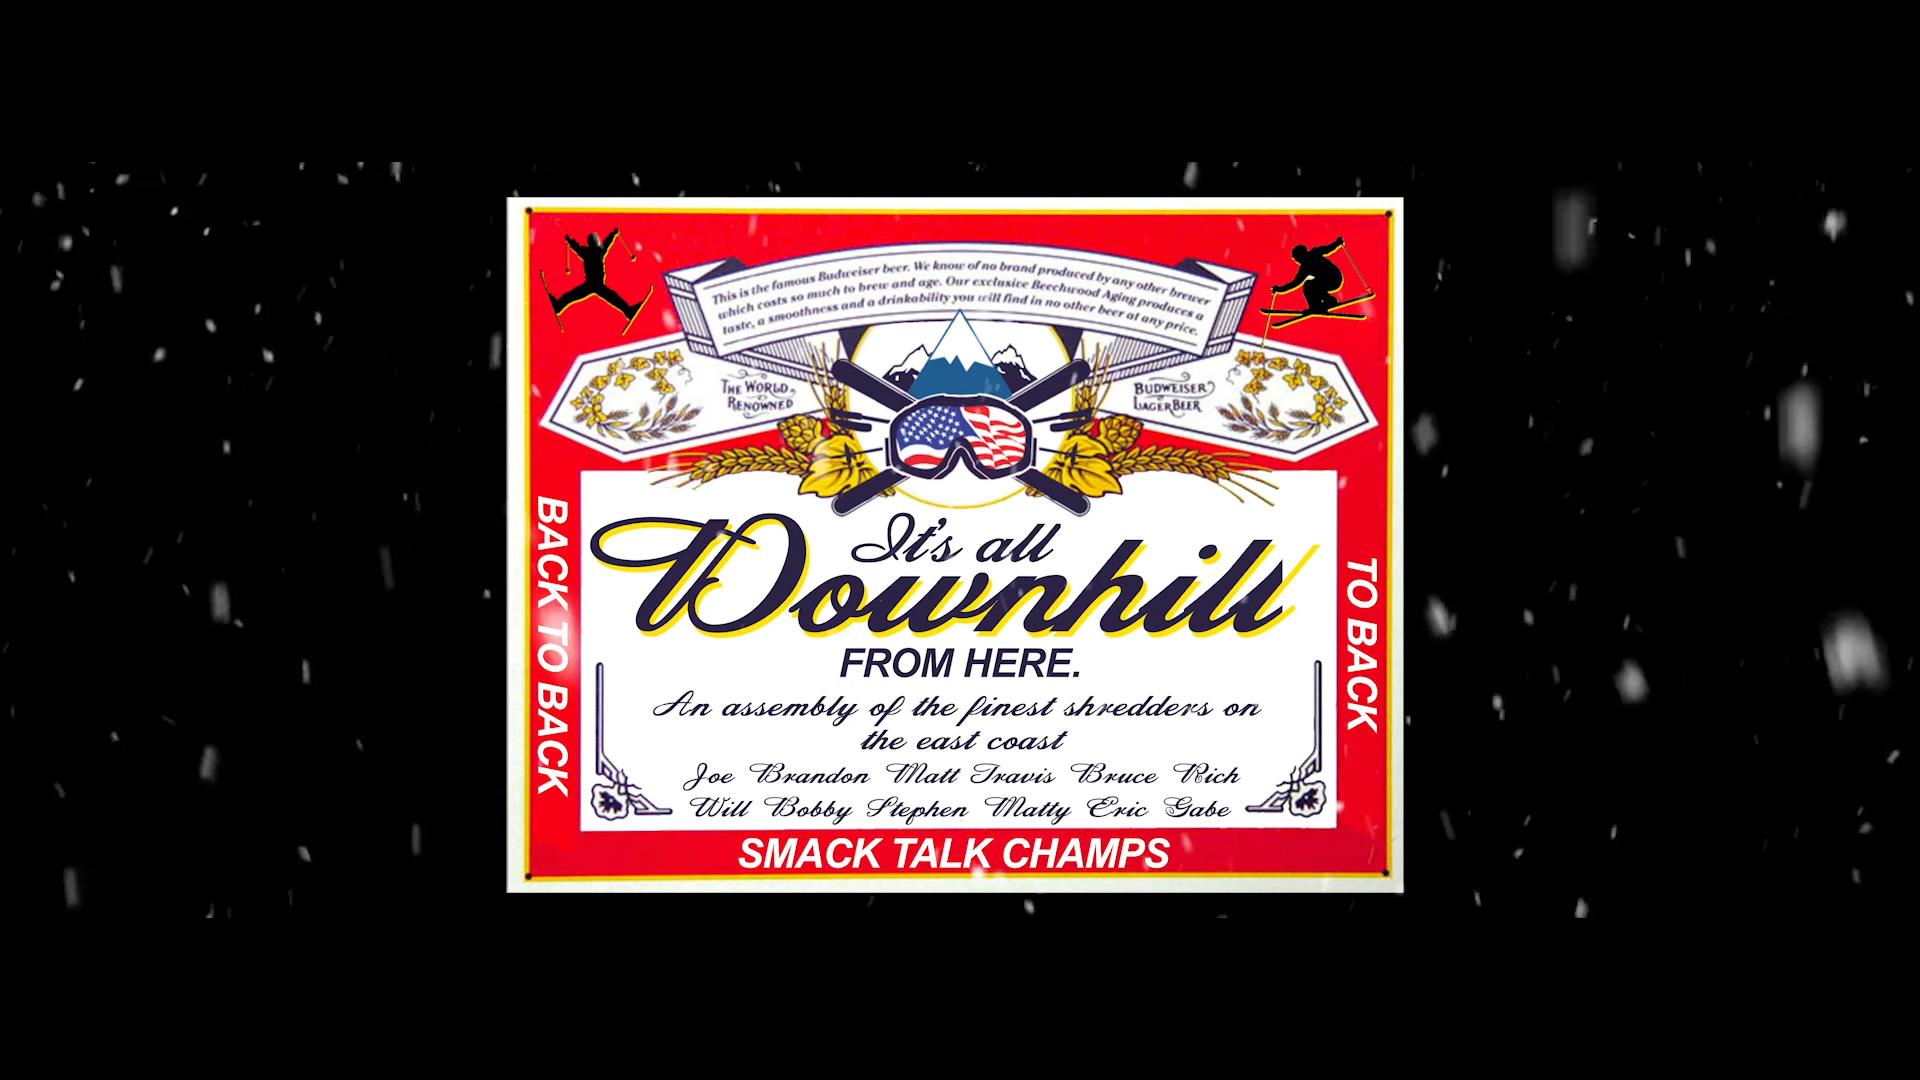 This is the famous Budweiser beer. We know of no brand produced by any other brewer
which costs so much to brew and age. Our exclusive Beechwood Aging produces a
taste, a smoothness and a drinkability you will find in no other beer at any price.
THE WORLD
RENOWNED
BUDWEISER
LAGER BEER
It's all
Downhill
FROM HERE.
An assembly of the finest shredders on
the east coast
Joe Brandon Matt Travis Bruce Rich
Will Bobby Stephen Matty Eric Gabe
BACK TO BACK
TO BACK
SMACK TALK CHAMPS